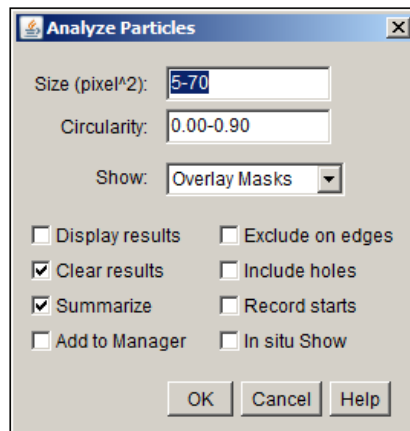 Analyze Particles
Size (pixel^2): 5-70
Circularity: 0.00-0.90
Show: Overlay Masks
Display results Exclude on edges
Clear results Include holes
Summarize Record starts
Add to Manager In situ Show
OK Cancel Help